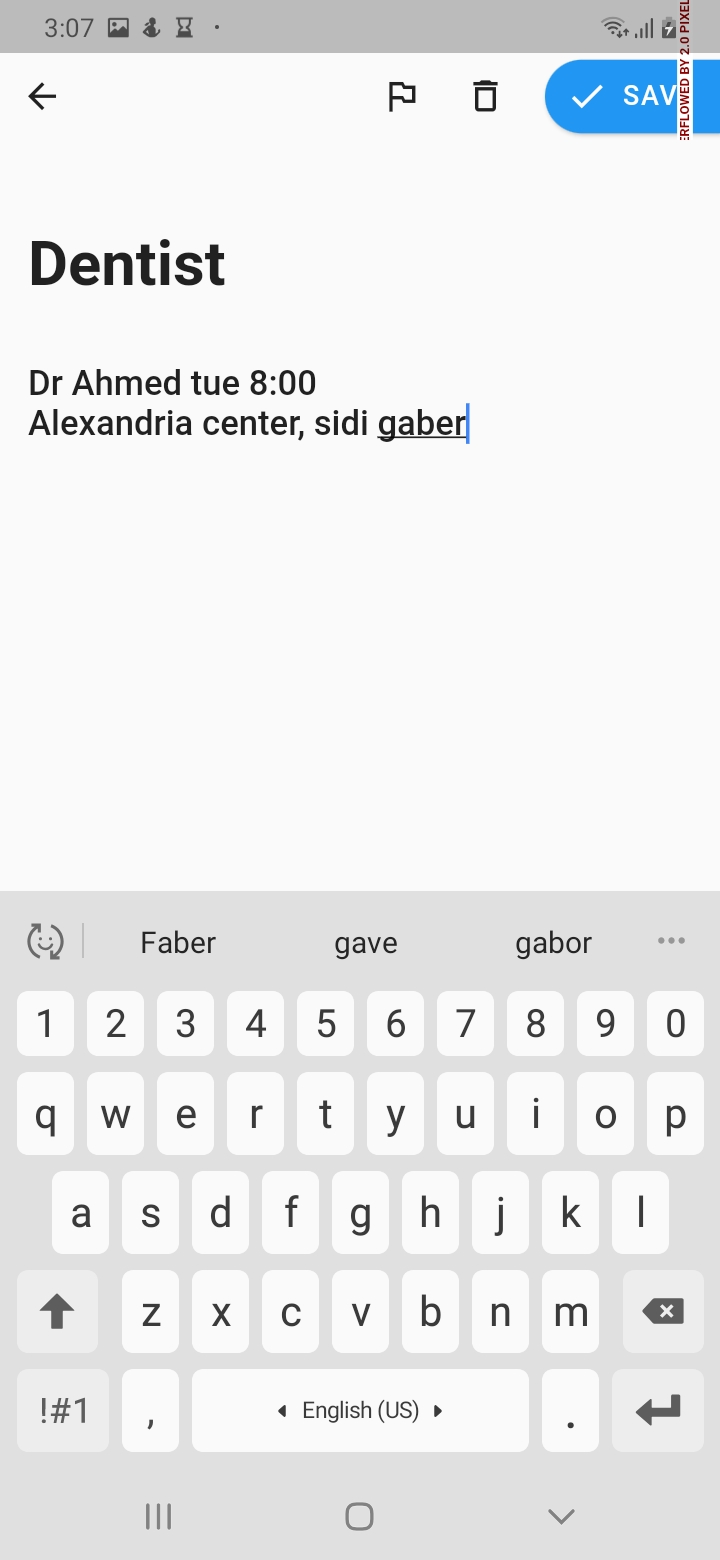 3:07
ERFLOWED BY 2.0 PIXEL
SAV
Dentist
Dr Ahmed tue 8:00
Alexandria center, sidi gaber
Faber gave gabor
1 2 3 4 5 6 7 8 9 0
q w e r t y u i o p
a s d f g h j k l
z x c v b n m
!#1 , English (US) .